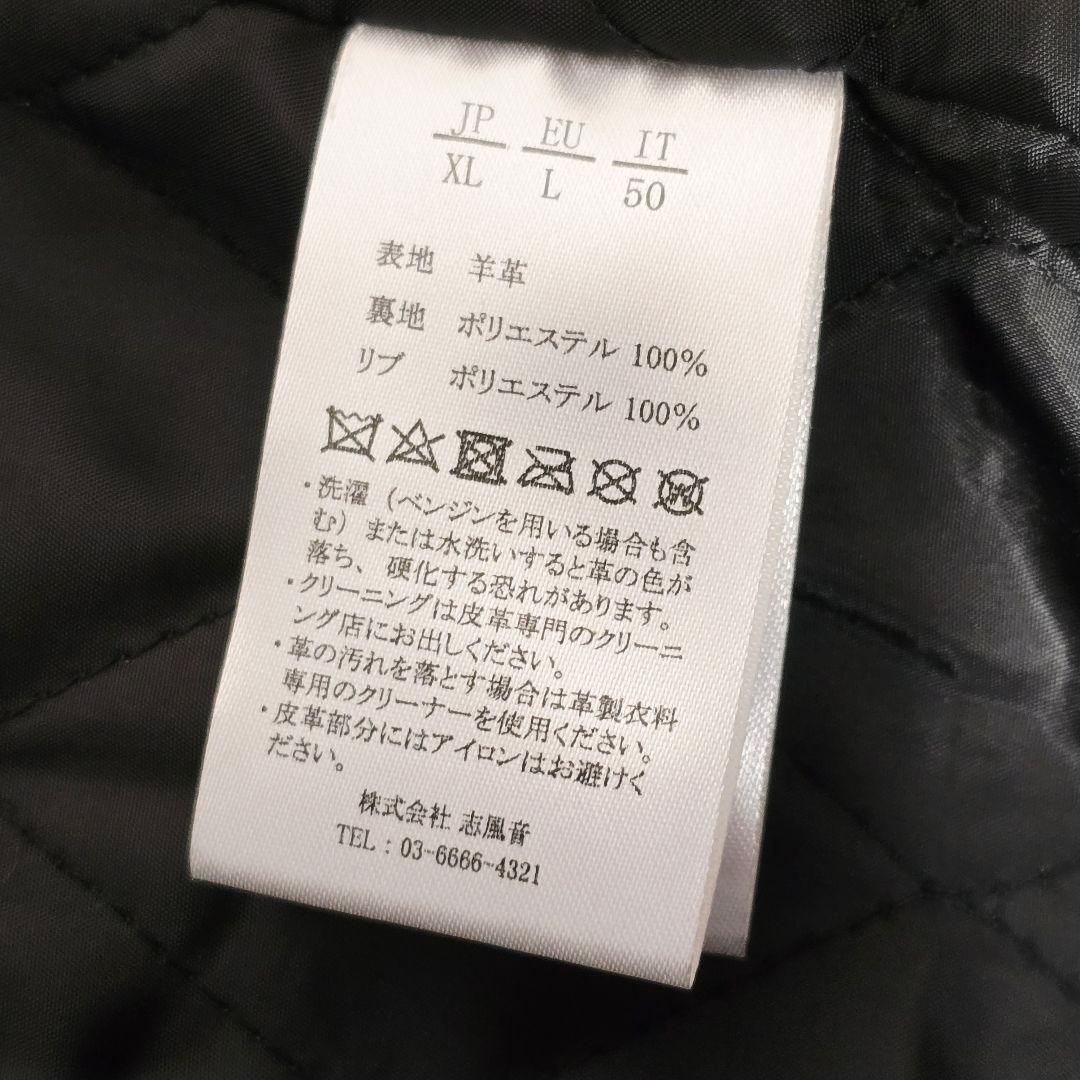 JP EU IT
XL L 50
表地 羊革
裏地 ポリエステル 100%
リブ ポリエステル 100%
・洗濯(ベンジンを用いる場合も含
む)または水洗いすると革の色が
落ち、硬化する恐れがあります。
・クリーニングは皮革専門のクリーニ
ング店にお出しください。
・革の汚れを落とす場合は革製衣料
専用のクリーナーを使用ください。
・皮革部分にはアイロンはお避けく
ださい。
株式会社 志風音
TEL : 03-6666-4321